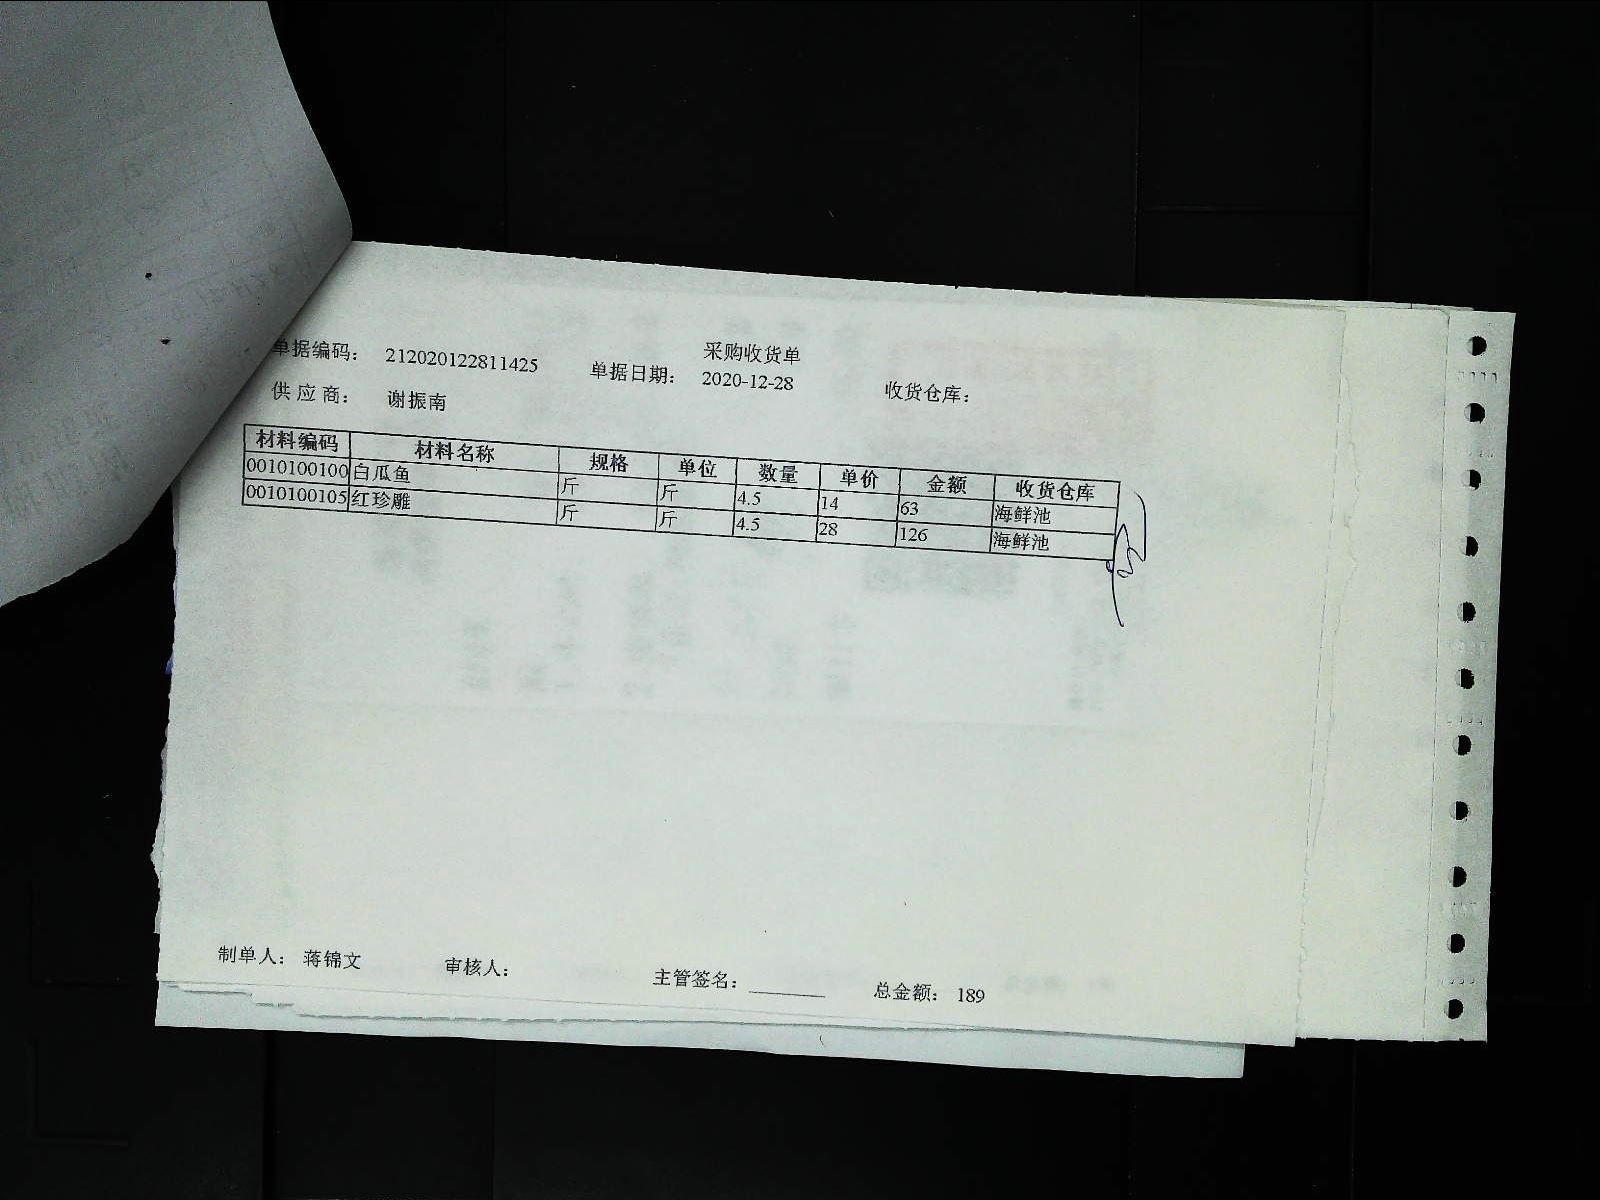 采购收货单
单据编码： 212020122811425 单据日期： 2020-12-28 收货仓库：
供应商： 谢振南
材料编码 材料名称 规格 单位 数量 单价 金额 收货仓库
0010100100 白瓜鱼 斤 斤 4.5 14 63 海鲜池
0010100105 红珍雕 斤 斤 4.5 28 126 海鲜池
制单人： 蒋锦文 审核人： 主管签名： 总金额： 189